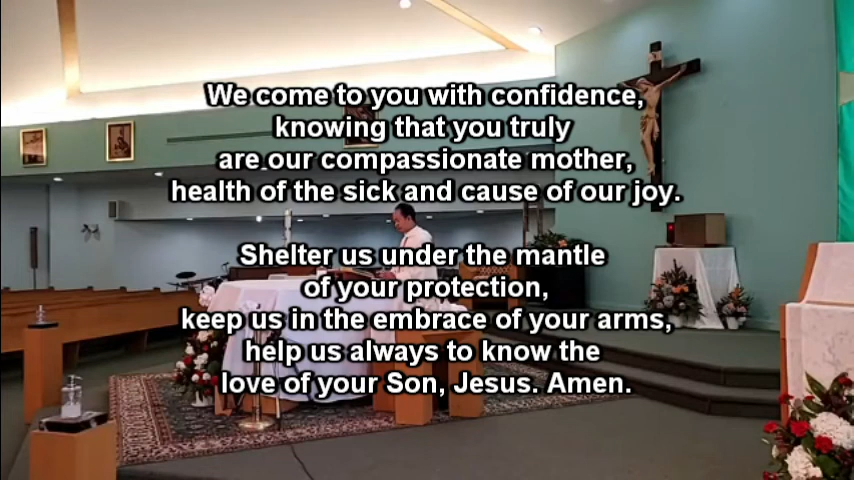 We come to you with confidence,
knowing that you truly
are our compassionate mother,
health of the sick and cause of our joy.
Shelter us under the mantle
of your protection,
keep us in the embrace of your arms,
help us always to know the
love of your Son, Jesus. Amen.